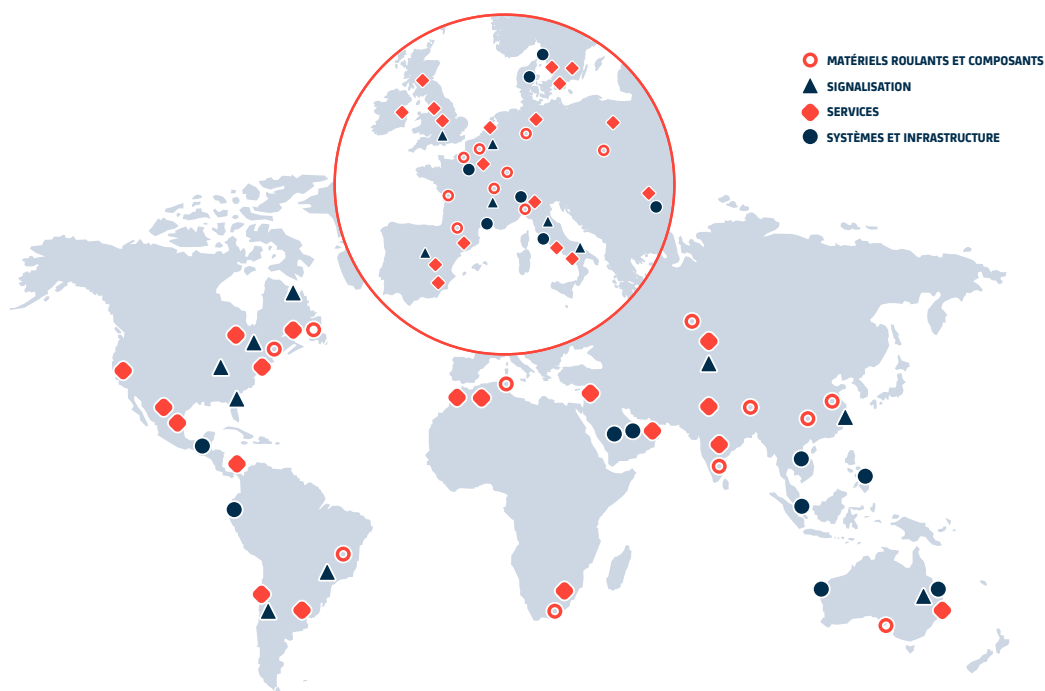 MATÉRIELS ROULANTS ET COMPOSANTS
SIGNALISATION
SERVICES
SYSTÈMES ET INFRASTRUCTURE